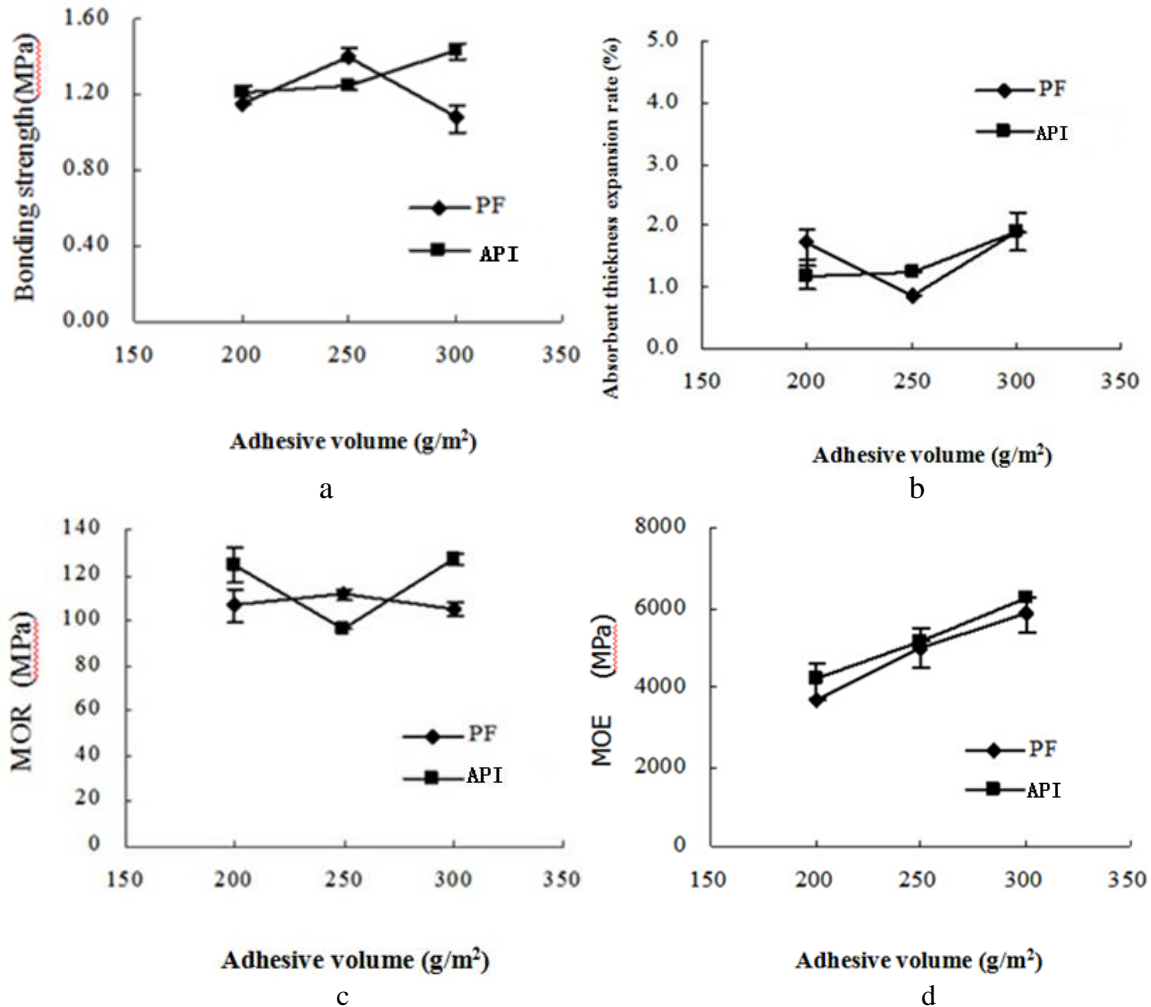 Bonding strength(MPa)
1.60
1.20
0.80
0.40
0.00
150 200 250 300 350
PF
API
Adhesive volume (g/m²)
a
Absorbent thickness expansion rate (%)
5.0
4.0
3.0
2.0
1.0
0.0
150 200 250 300 350
PF
API
Adhesive volume (g/m²)
b
MOR (MPa)
140
120
100
80
60
40
20
0
150 200 250 300 350
PF
API
Adhesive volume (g/m²)
c
MOE (MPa)
8000
6000
4000
2000
0
150 200 250 300 350
PF
API
Adhesive volume (g/m²)
d